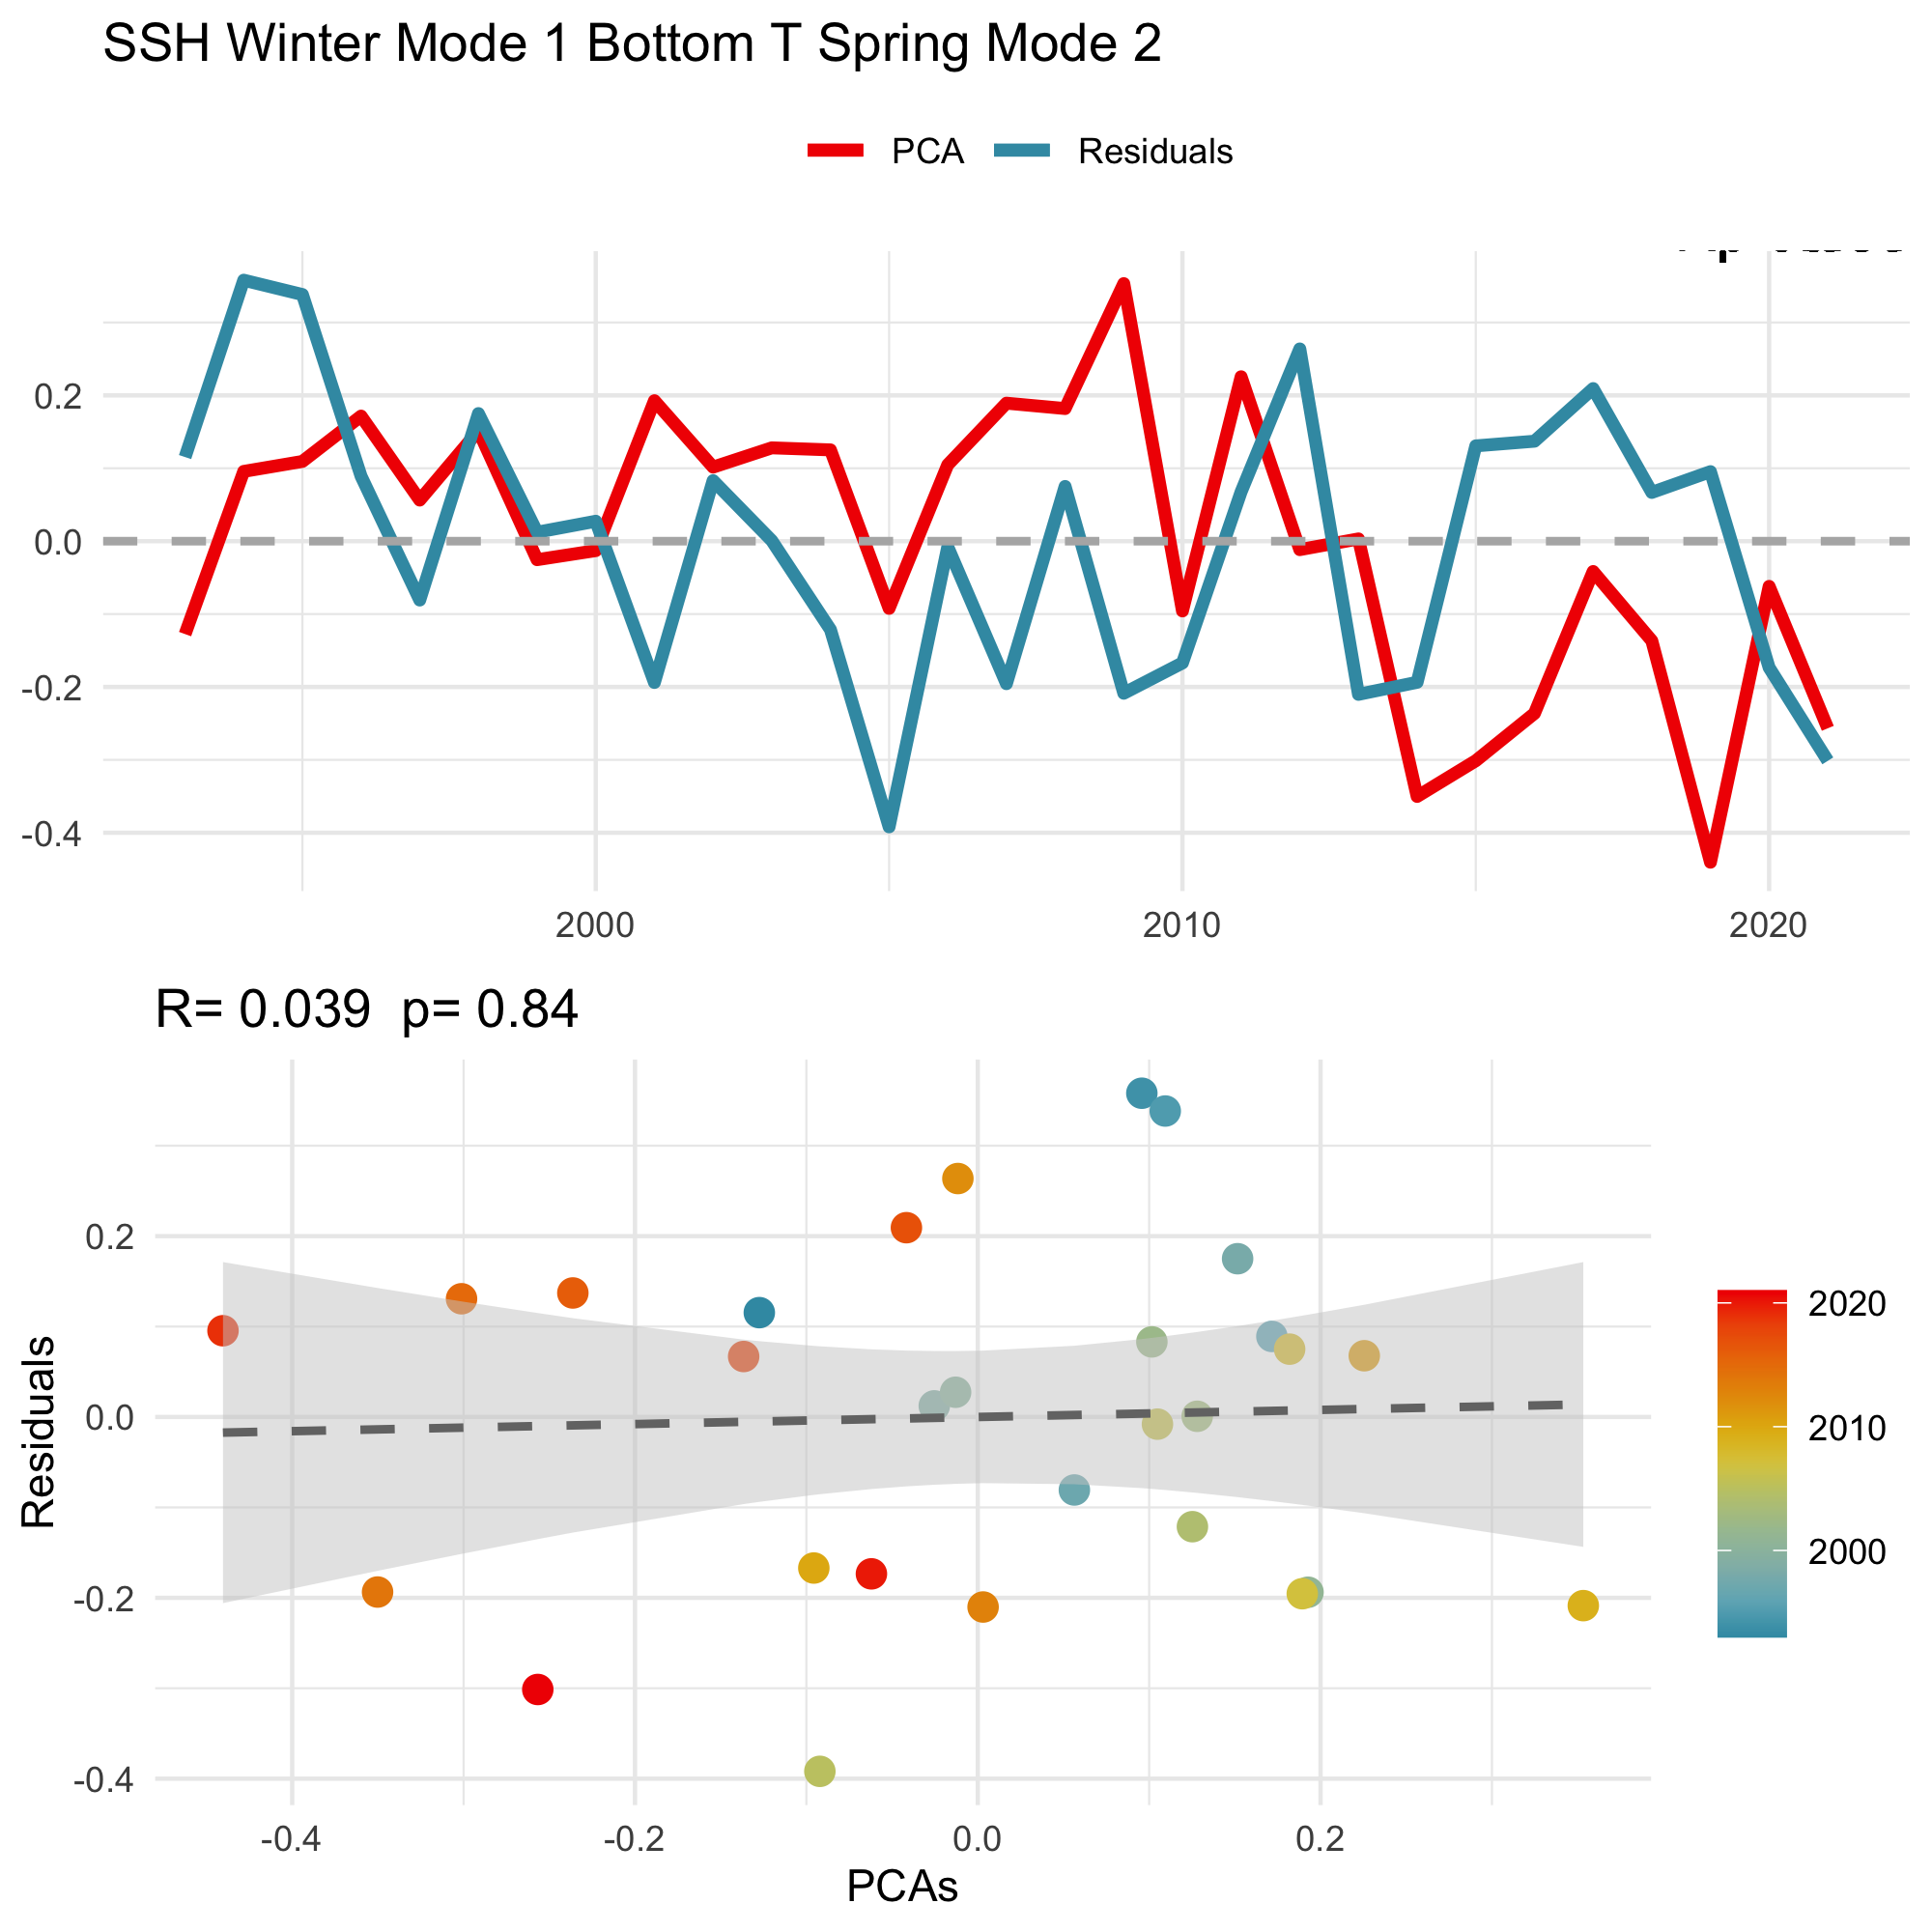 SSH Winter Mode 1 Bottom T Spring Mode 2
PCA Residuals
0.2
0.0
-0.2
-0.4
2000 2010 2020
R= 0.039 p= 0.84
Residuals
0.2
0.0
-0.2
-0.4
-0.4 -0.2 0.0 0.2
PCAs
2020
2010
2000